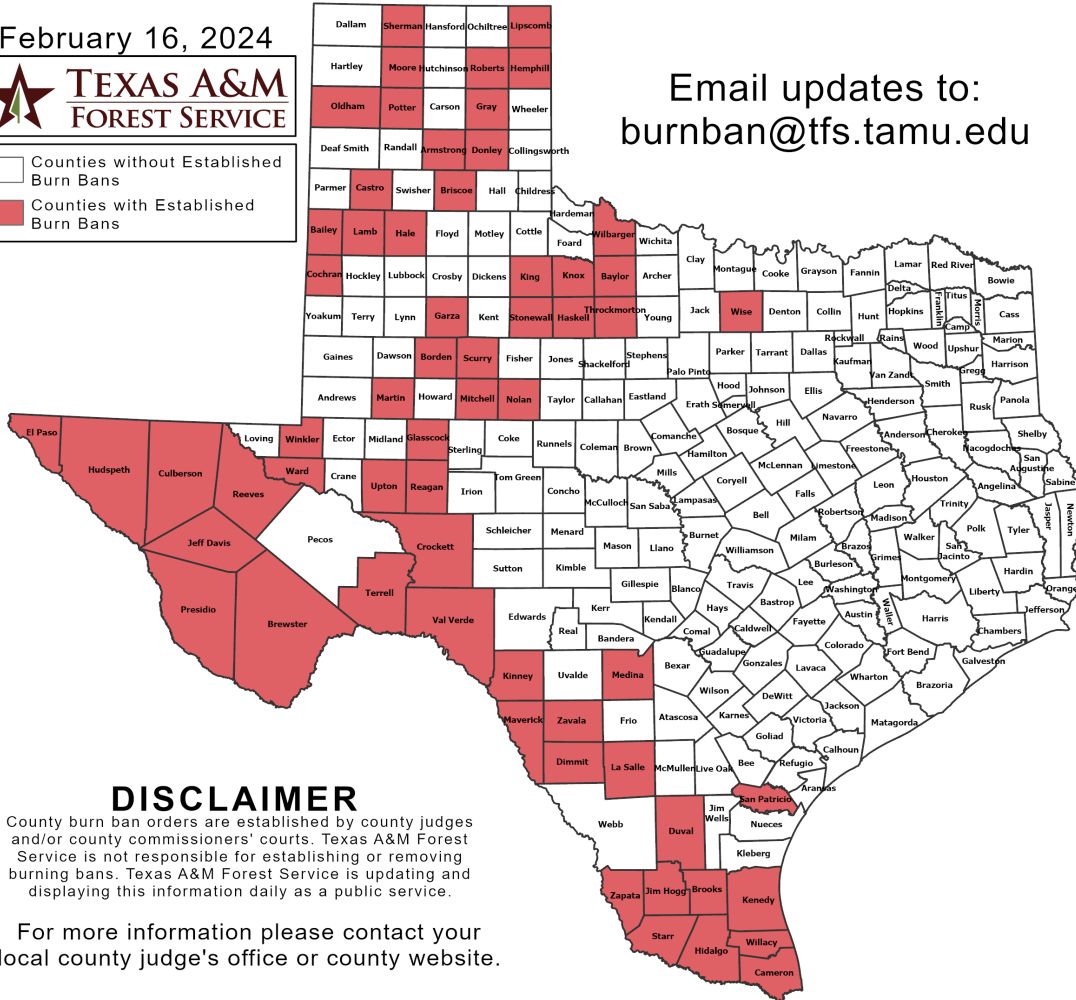 February 16, 2024
TEXAS A&M
FOREST SERVICE
Counties without Established
Burn Bans
Counties with Established
Burn Bans
Email updates to:
burnban@tfs.tamu.edu
Dallam Sherman Hansford Ochiltree Lipscomb
Hartley Moore Hutchinson Roberts Hemphill
Oldham Potter Carson Gray Wheeler
Deaf Smith Randall Armstrong Donley Collingsworth
Parmer Castro Swisher Briscoe Hall Childress
Hardeman
Bailey Lamb Hale Floyd Motley Cottle Foard Wilbarger Wichita
Clay Montague Cooke Grayson Fannin Lamar Red River Bowie
Cochran Hockley Lubbock Crosby Dickens King Knox Baylor Archer
Delta Franklin Titus Morris Cass
Yoakum Terry Lynn Garza Kent Stonewall Haskell Throckmorton Young Jack Wise Denton Collin Hunt Hopkins Camp
Rockwall Rains Wood Upshur Marion
Gaines Dawson Borden Scurry Fisher Jones Shackelford Stephens Palo Pinto Parker Tarrant Dallas Kaufman Van Zandt Smith Gregg Harrison
Andrews Martin Howard Mitchell Nolan Taylor Callahan Eastland Erath Hood Somervell Johnson Ellis Henderson Rusk Panola
El Paso Hudspeth Culberson Reeves Loving Winkler Ector Midland Glasscock Sterling Coke Runnels Coleman Brown Comanche Hamilton Bosque Hill Navarro Freestone Anderson Cherokee Nacogdoches Shelby
San
Augustine
Sabine
Ward Crane Upton Reagan Irion Tom Green Concho McCulloch San Saba Mills Lampasas Coryell McLennan Limestone Falls Leon Houston Angelina
Trinity Polk Tyler Jasper Newton
Jeff Davis Pecos Crockett Schleicher Menard Mason Llano Burnet Bell Milam Robertson Madison Brazos Grimes Walker
San
Jacinto
Hardin Orange
Presidio Brewster Terrell Val Verde Sutton Kimble Gillespie Blanco Williamson Travis Burleson Lee Washington Montgomery Liberty Jefferson
Edwards Real Kerr Kendall Bandera Hays Comal Bastrop Caldwell Fayette Austin Waller Harris Chambers
Kinney Uvalde Medina Bexar Guadalupe Gonzales Lavaca Colorado Fort Bend Galveston
Wharton Brazoria
Maverick Zavala Frio Atascosa Wilson Karnes DeWitt Victoria Jackson Matagorda
Dimmit La Salle McMullen Live Oak Bee Goliad Refugio Calhoun
Aransas
San Patricio
Webb Duval
Jim
Wells
Nueces
Kleberg
Zapata Jim Hogg Brooks Kenedy
Starr Hidalgo Willacy
Cameron
DISCLAIMER
County burn ban orders are established by county judges
and/or county commissioners' courts. Texas A&M Forest
Service is not responsible for establishing or removing
burning bans. Texas A&M Forest Service is updating and
displaying this information daily as a public service.
For more information please contact your
local county judge's office or county website.